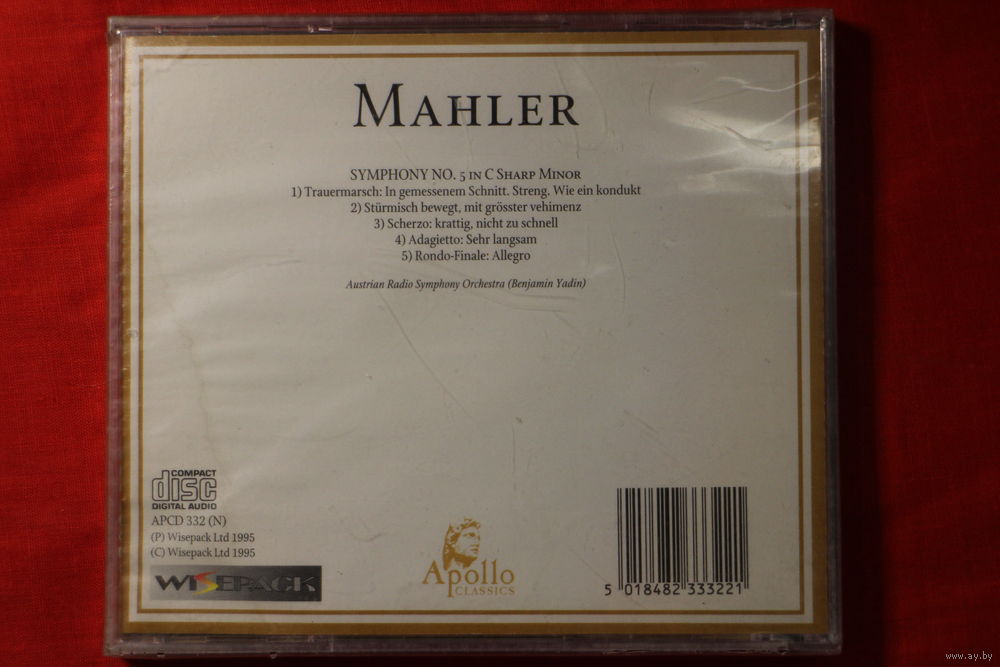 MAHLER
SYMPHONY NO. 5 IN C SHARP MINOR
1) Trauermarsch: In gemessenem Schnitt. Streng. Wie ein kondukt
2) Stürmisch bewegt, mit grösster vehimenz
3) Scherzo: krattig, nicht zu schnell
4) Adagietto: Sehr langsam
5) Rondo-Finale: Allegro
Austrian Radio Symphony Orchestra (Benjamin Yadin)
COMPACT
disc
DIGITAL AUDIO
APCD 332 (N)
(P) Wisepack Ltd 1995
(C) Wisepack Ltd 1995
WISEPACK
Apollo
CLASSICS
5 018482 333221
www.ay.by